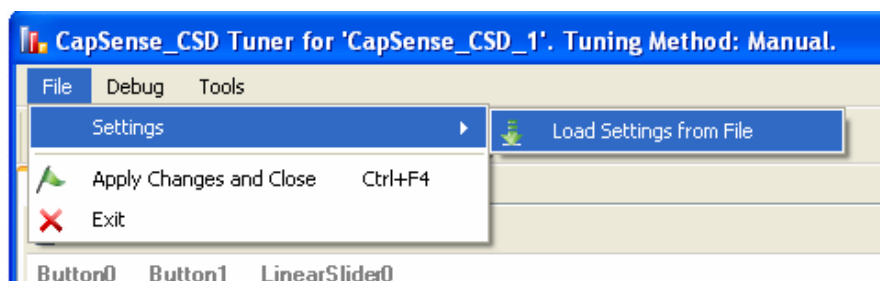 CapSense_CSD Tuner for 'CapSense_CSD_1'. Tuning Method: Manual.
File Debug Tools
Settings Load Settings from File
Apply Changes and Close Ctrl+F4
Exit
Button0 Button1 LinearSlider0